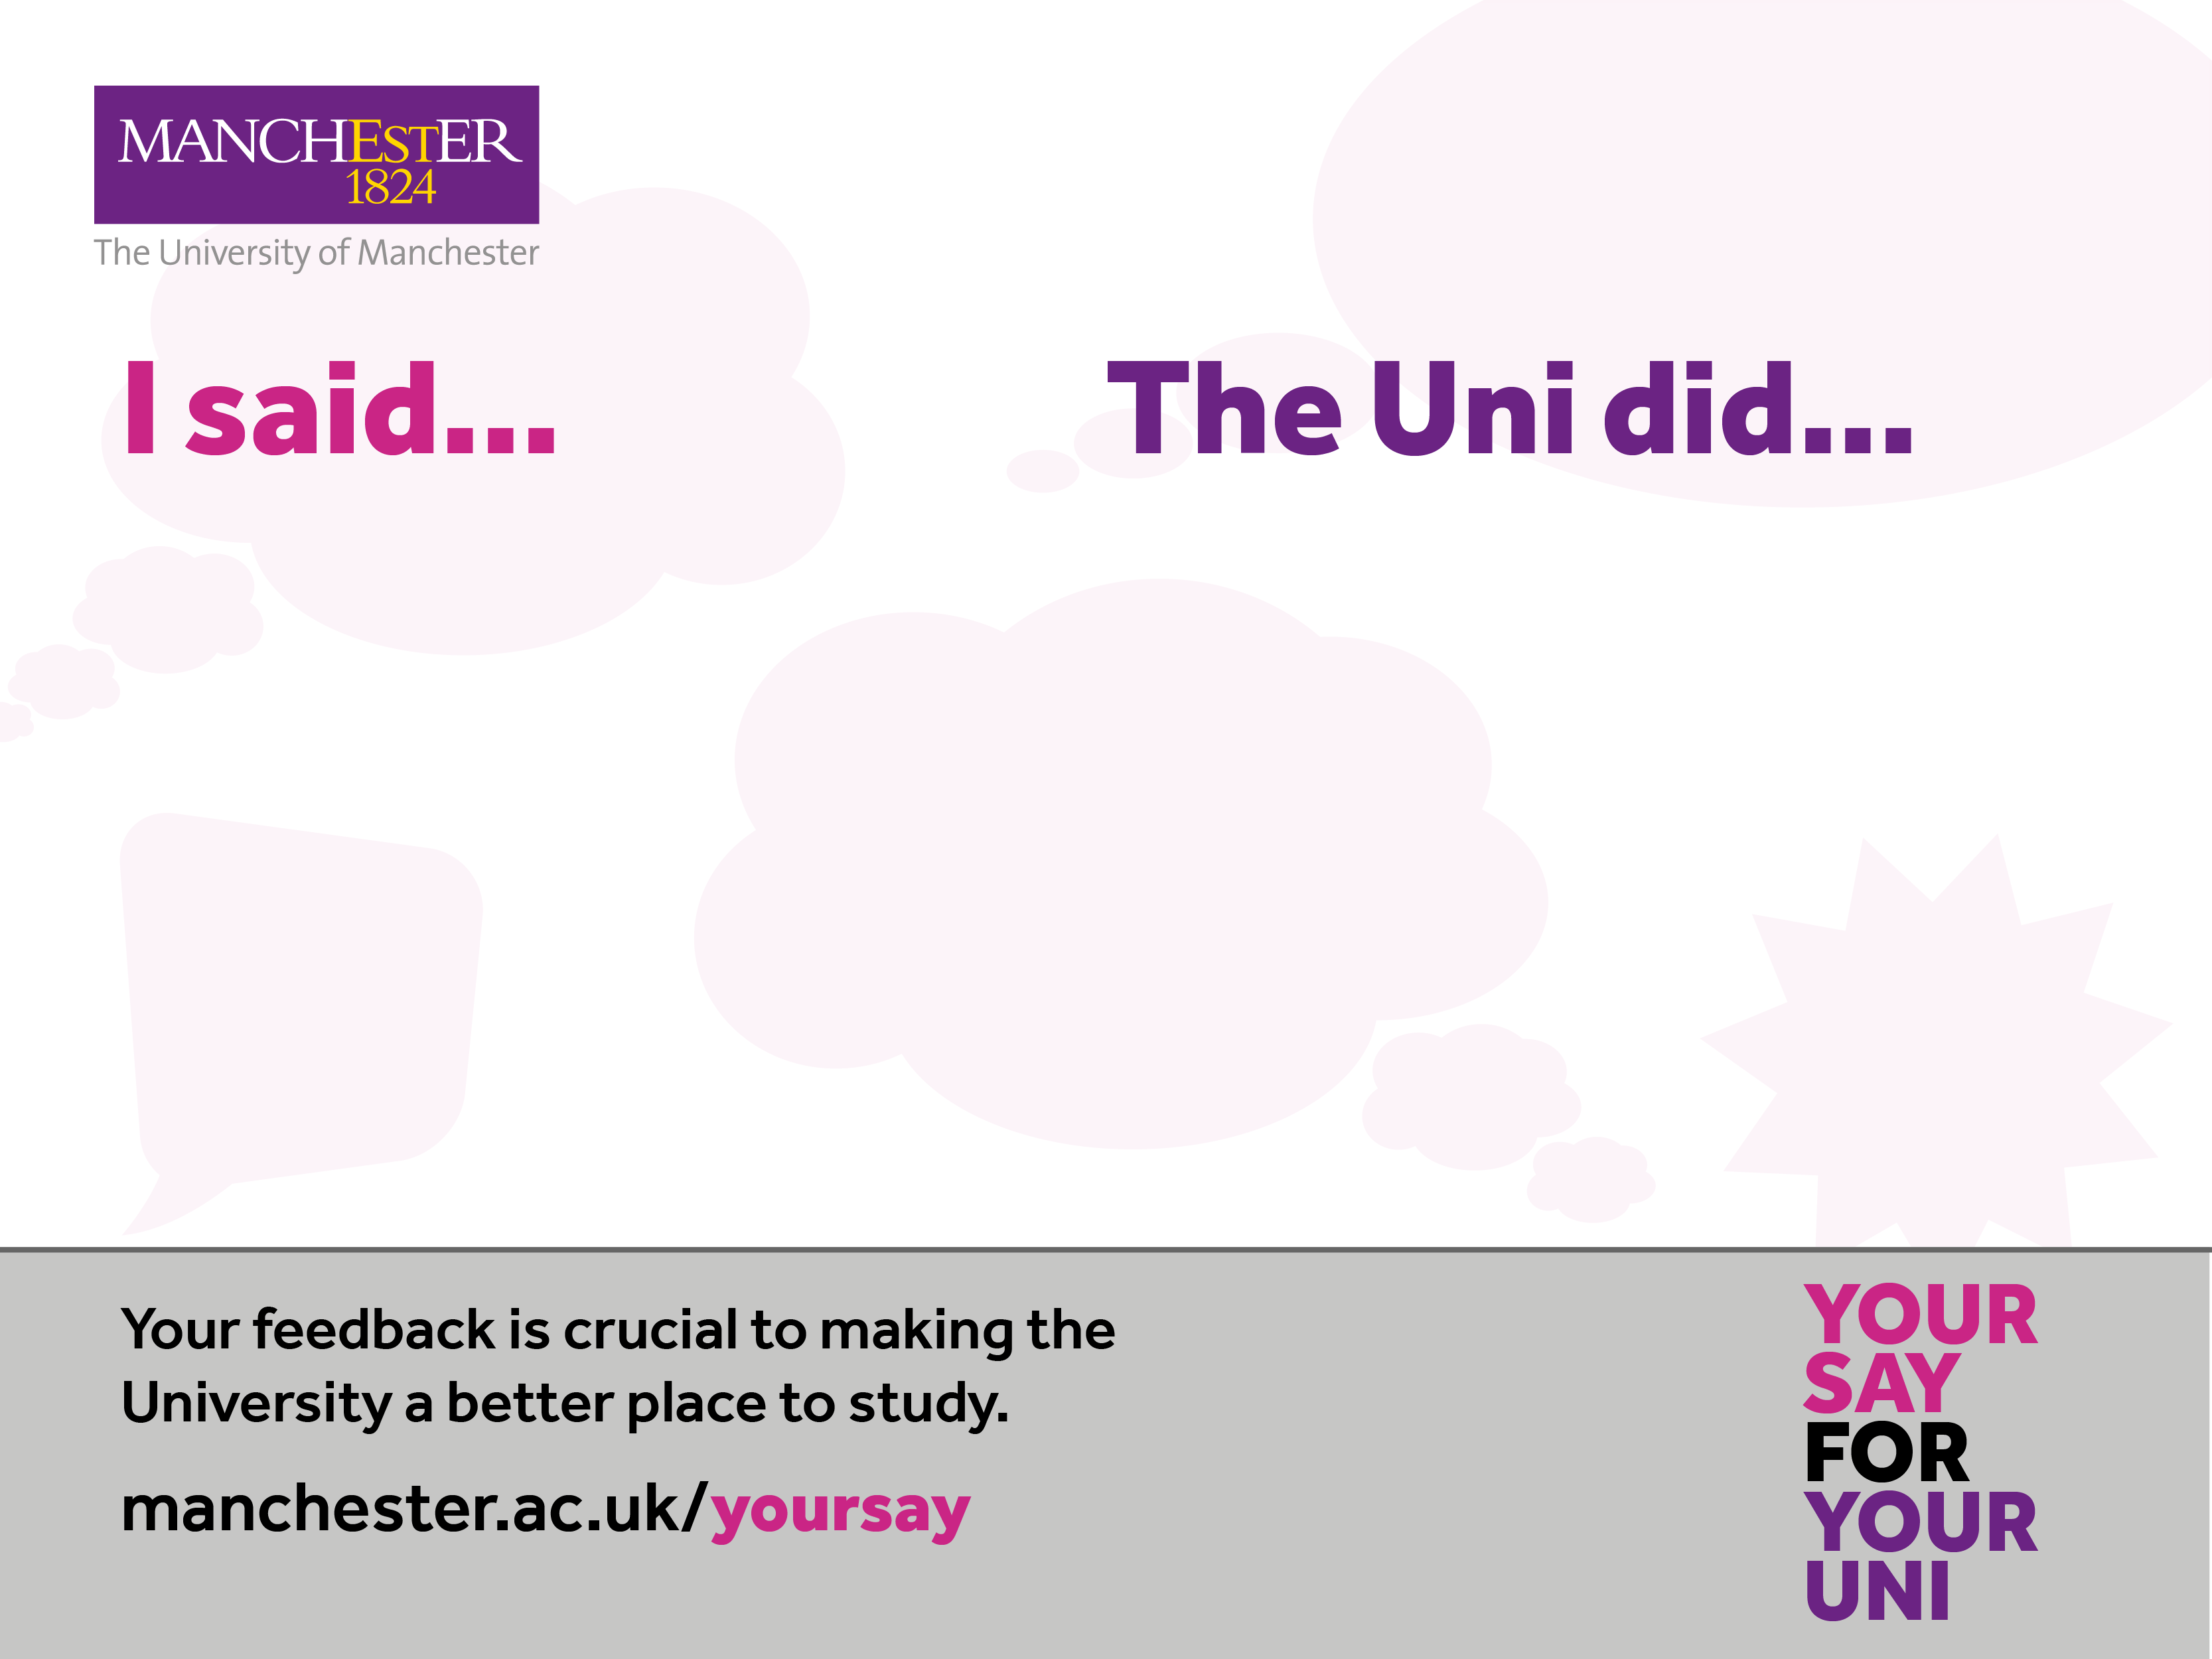 MANCHESTER
1824
The University of Manchester
I said...
The Uni did...
Your feedback is crucial to making the
University a better place to study.
manchester.ac.uk/yoursay
YOUR
SAY
FOR
YOUR
UNI